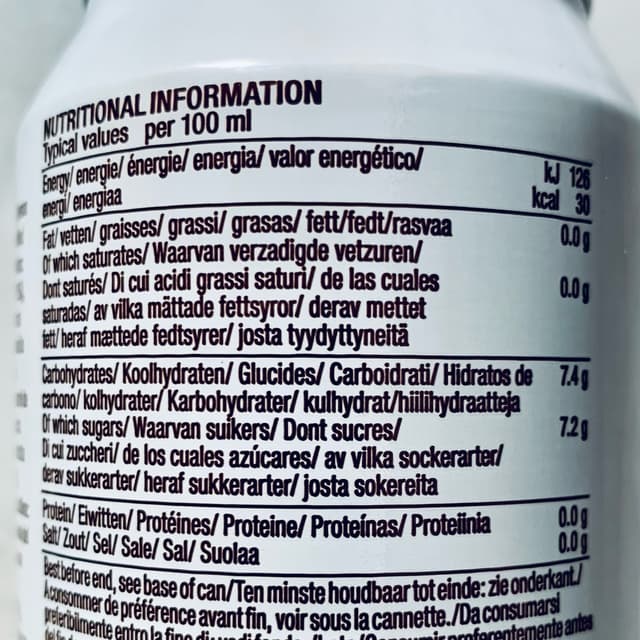 NUTRITIONAL INFORMATION
Typical values per 100 ml
Energy/ energie/ énergie/ energia/ valor energético/ kJ 126
energi/ energiaa kcal 30
Fat/ vetten/ graisses/ grassi/ grasas/ fett/fedt/rasvaa 0.0 g
Of which saturates/ Waarvan verzadigde vetzuren/
Dont saturés/ Di cui acidi grassi saturi/ de las cuales 0.0 g
saturadas/ av vilka mättade fettsyror/ derav mettet
fett/ heraf mættede fedtsyrer/ josta tyydyttyneitä
Carbohydrates/ Koolhydraten/ Glucides/ Carboidrati/ Hidratos de 7.4 g
carbono/ kolhydrater/ Karbohydrater/ kulhydrat/hiilihydraatteja
Of which sugars/ Waarvan suikers/ Dont sucres/ 7.2 g
Di cui zuccheri/ de los cuales azúcares/ av vilka sockerarter/
derav sukkerarter/ heraf sukkerarter/ josta sokereita
Protein/ Eiwitten/ Protéines/ Proteine/ Proteínas/ Proteiinia 0.0 g
Salt/ Zout/ Sel/ Sale/ Sal/ Suolaa 0.0 g
Best before end, see base of can/Ten minste houdbaar tot einde: zie onderkant./
A consommer de préférence avant fin, voir sous la cannette./Da consumarsi
preferibilmente entro la fine